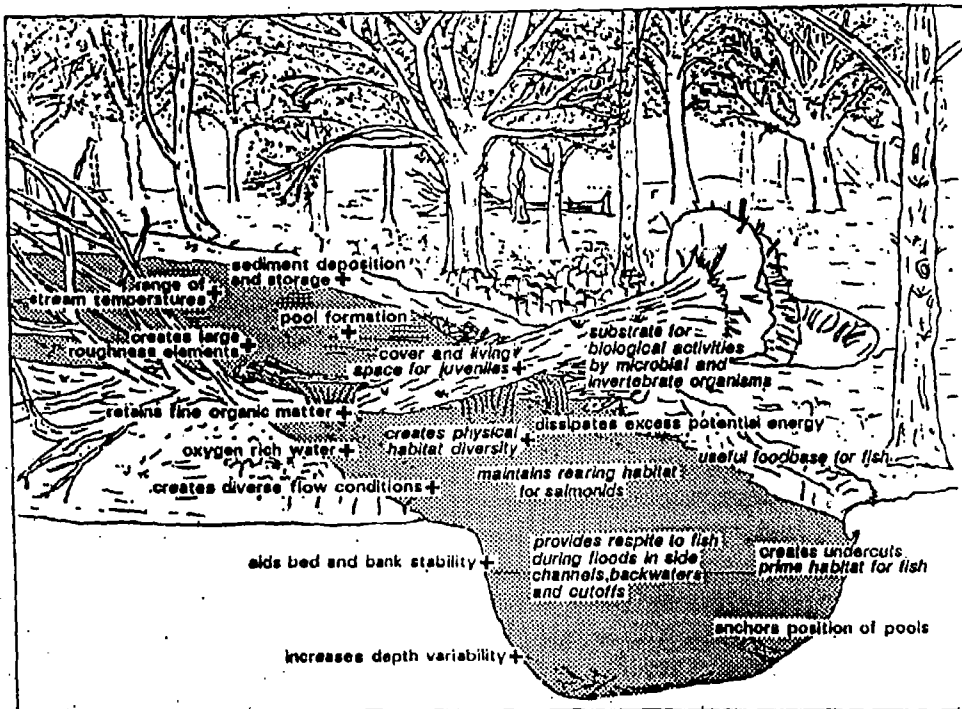 sediment deposition
and storage +
+ range of
stream temperatures +
pool formation
+
creates large
roughness elements +
cover and living
space for juveniles +
substrate for
biological activities
by microbial and
invertebrate organisms
retains fine organic matter +
creates physical +
habitat diversity
dissipates excess potential energy
oxygen rich water +
useful foodbase for fish
creates diverse flow conditions +
maintains rearing habitat
for salmonids
aids bed and bank stability +
provides respite to fish
during floods in side
channels, backwaters
and cutoffs
creates undercuts
prime habitat for fish
anchors position of pools
increases depth variability +